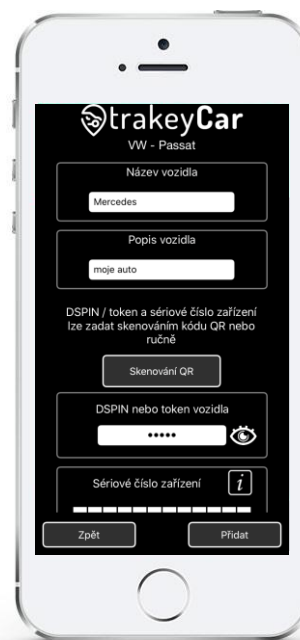 trakeyCar
VW - Passat
Název vozidla
Mercedes
Popis vozidla
moje auto
DSPIN / token a sériové číslo zařízení
lze zadat skenováním kódu QR nebo
ručně
Skenování QR
DSPIN nebo token vozidla
•••••
Sériové číslo zařízení
i
Zpět
Přidat